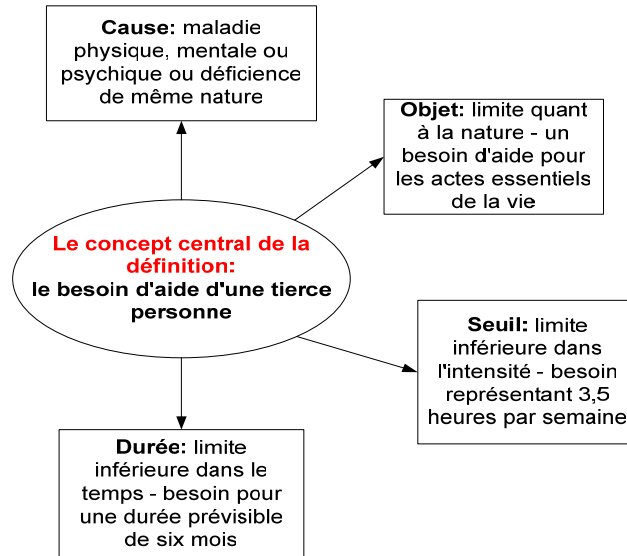 Cause: maladie
physique, mentale ou
psychique ou déficience
de même nature
Objet: limite quant
à la nature - un
besoin d'aide pour
les actes essentiels
de la vie
Le concept central de la
définition:
le besoin d'aide d'une tierce
personne
Seuil: limite
inférieure dans
l'intensité - besoin
représentant 3,5
heures par semaine
Durée: limite
inférieure dans le
temps - besoin pour
une durée prévisible
de six mois